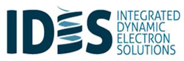 IDES
INTEGRATED
DYNAMIC
ELECTRON
SOLUTIONS